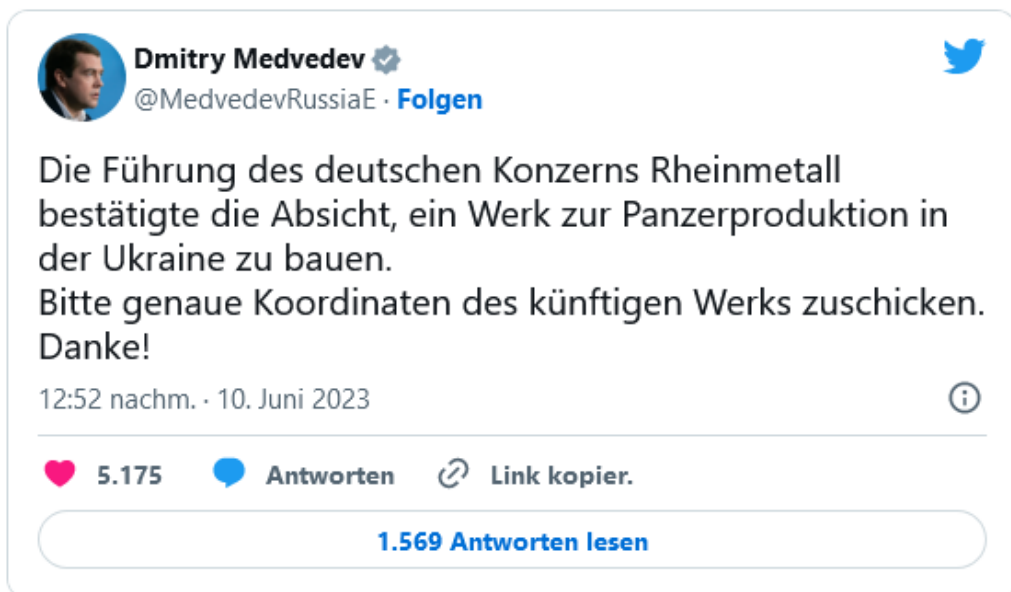 Dmitry Medvedev
@MedvedevRussiaE · Folgen
Die Führung des deutschen Konzerns Rheinmetall
bestätigte die Absicht, ein Werk zur Panzerproduktion in
der Ukraine zu bauen.
Bitte genaue Koordinaten des künftigen Werks zuschicken.
Danke!
12:52 nachm. · 10. Juni 2023
5.175 Antworten Link kopier.
1.569 Antworten lesen